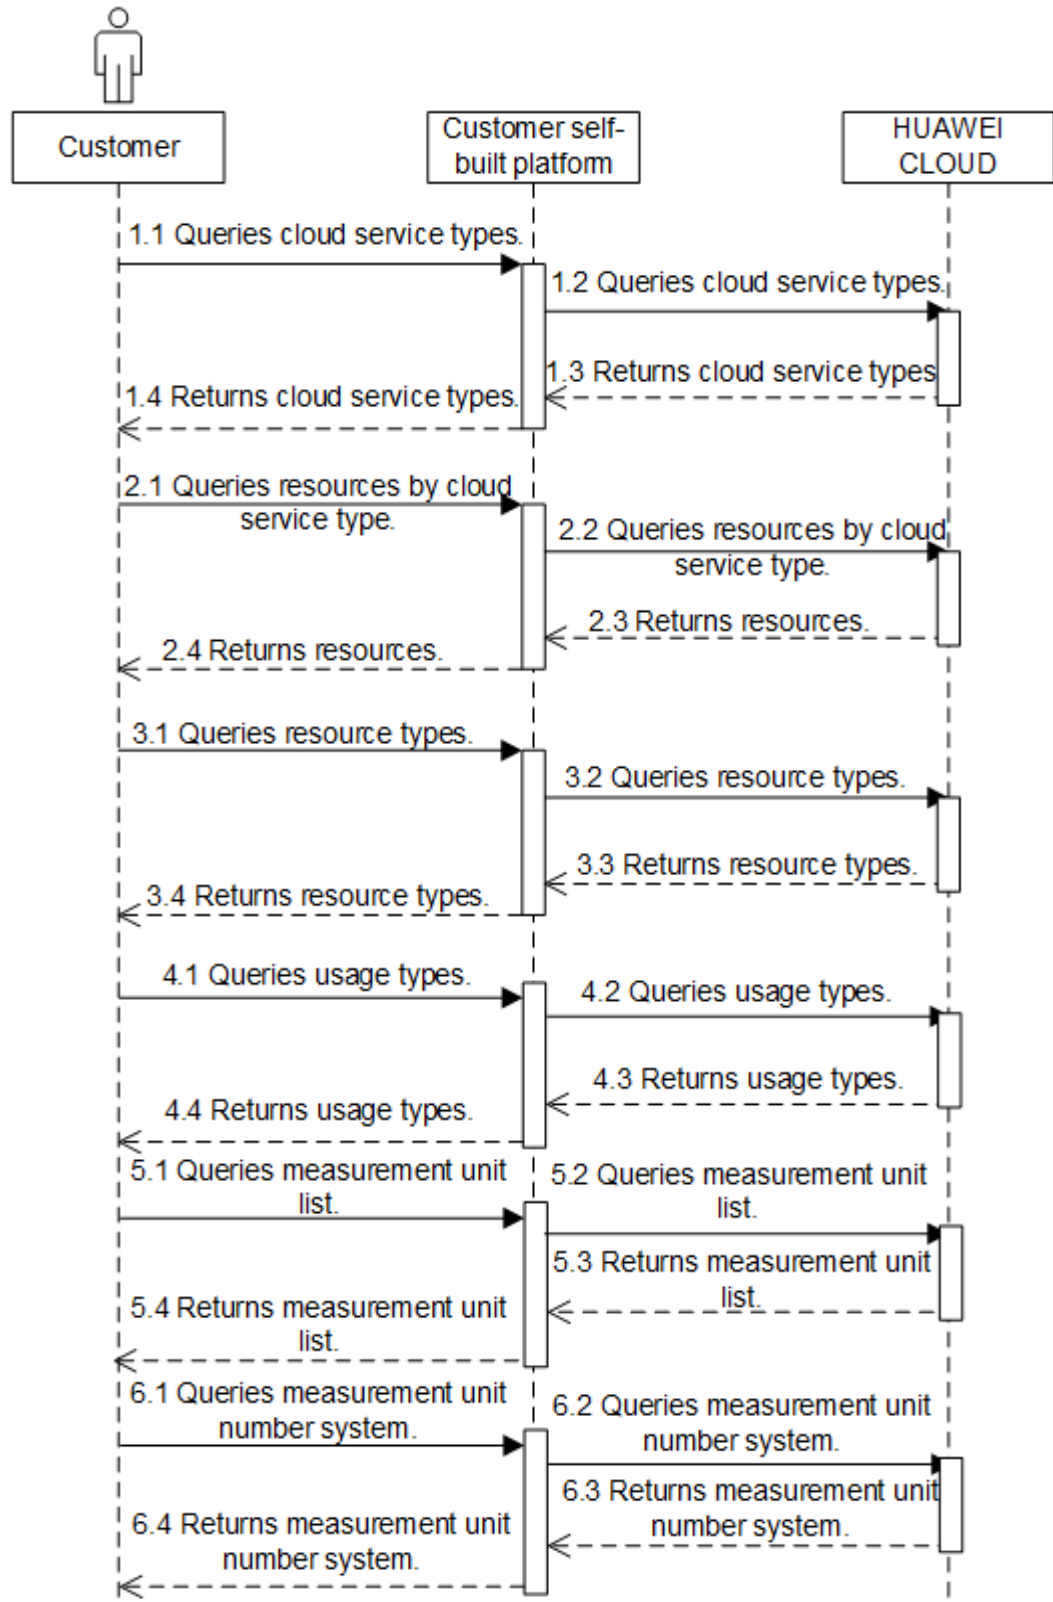 Customer
Customer self-
built platform
HUAWEI
CLOUD
1.1 Queries cloud service types.
1.2 Queries cloud service types.
1.3 Returns cloud service types
1.4 Returns cloud service types.
2.1 Queries resources by cloud
service type.
2.2 Queries resources by cloud
service type.
2.3 Returns resources.
2.4 Returns resources.
3.1 Queries resource types.
3.2 Queries resource types.
3.3 Returns resource types.
3.4 Returns resource types.
4.1 Queries usage types.
4.2 Queries usage types.
4.3 Returns usage types.
4.4 Returns usage types.
5.1 Queries measurement unit
list.
5.2 Queries measurement unit
list.
5.3 Returns measurement unit
list.
5.4 Returns measurement unit
list.
6.1 Queries measurement unit
number system.
6.2 Queries measurement unit
number system.
6.3 Returns measurement unit
number system.
6.4 Returns measurement unit
number system.